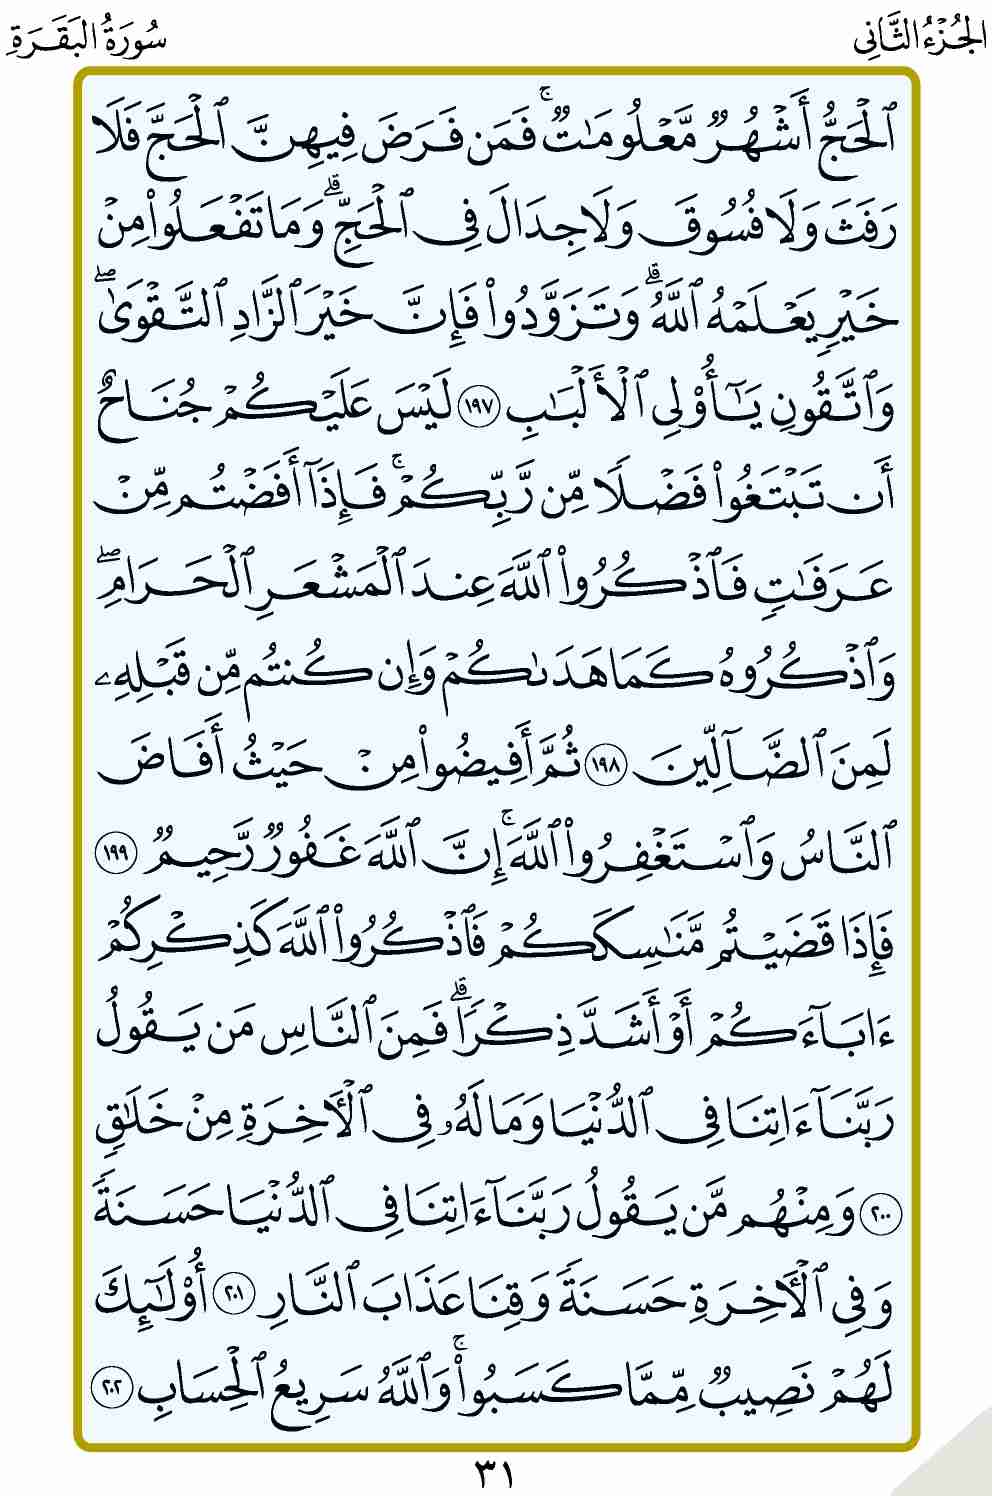 الجُزْءُ الثَّانِي
سُورَةُ البَقَرَةِ
ٱلْحَجُّ أَشْهُرٌ مَّعْلُومَٰتٌ ۚ فَمَن فَرَضَ فِيهِنَّ ٱلْحَجَّ فَلَا
رَفَثَ وَلَا فُسُوقَ وَلَا جِدَالَ فِى ٱلْحَجِّ ۗ وَمَا تَفْعَلُوا۟ مِنْ
خَيْرٍ يَعْلَمْهُ ٱللَّهُ ۗ وَتَزَوَّدُوا۟ فَإِنَّ خَيْرَ ٱلزَّادِ ٱلتَّقْوَىٰ ۖ
وَٱتَّقُونِ يَٰٓأُو۟لِى ٱلْأَلْبَٰبِ ١٩٧ لَيْسَ عَلَيْكُمْ جُنَاحٌ
أَن تَبْتَغُوا۟ فَضْلًا مِّن رَّبِّكُمْ ۚ فَإِذَآ أَفَضْتُم مِّنْ
عَرَفَٰتٍ فَٱذْكُرُوا۟ ٱللَّهَ عِندَ ٱلْمَشْعَرِ ٱلْحَرَامِ ۖ
وَٱذْكُرُوهُ كَمَا هَدَىٰكُمْ وَإِن كُنتُم مِّن قَبْلِهِۦ
لَمِنَ ٱلضَّآلِّينَ ١٩٨ ثُمَّ أَفِيضُوا۟ مِنْ حَيْثُ أَفَاضَ
ٱلنَّاسُ وَٱسْتَغْفِرُوا۟ ٱللَّهَ ۚ إِنَّ ٱللَّهَ غَفُورٌ رَّحِيمٌ ١٩٩
فَإِذَا قَضَيْتُم مَّنَٰسِكَكُمْ فَٱذْكُرُوا۟ ٱللَّهَ كَذِكْرِكُمْ
ءَابَآءَكُمْ أَوْ أَشَدَّ ذِكْرًا ۗ فَمِنَ ٱلنَّاسِ مَن يَقُولُ
رَبَّنَآ ءَاتِنَا فِى ٱلدُّنْيَا وَمَا لَهُۥ فِى ٱلْءَاخِرَةِ مِنْ خَلَٰقٍ
٢٠٠ وَمِنْهُم مَّن يَقُولُ رَبَّنَآ ءَاتِنَا فِى ٱلدُّنْيَا حَسَنَةً
وَفِى ٱلْءَاخِرَةِ حَسَنَةً وَقِنَا عَذَابَ ٱلنَّارِ ٢٠١ أُو۟لَٰٓئِكَ
لَهُمْ نَصِيبٌ مِّمَّا كَسَبُوا۟ ۚ وَٱللَّهُ سَرِيعُ ٱلْحِسَابِ ٢٠٢
٣١